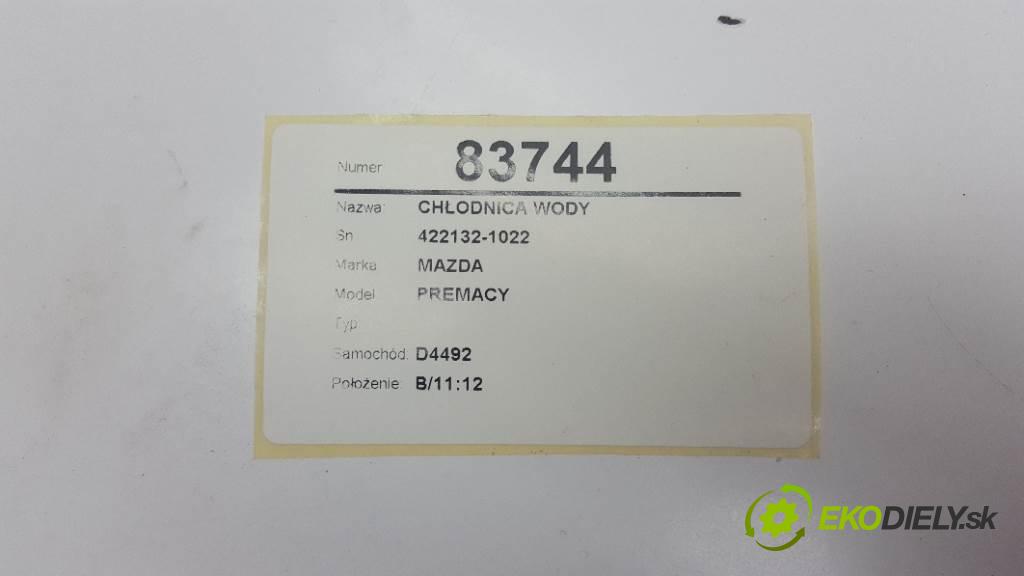 Numer 83744
Nazwa: CHŁODNICA WODY
Sn 422132-1022
Marka MAZDA
Model PREMACY
Typ:
Samochód: D4492
Położenie: B/11:12
EKODIELY.sk